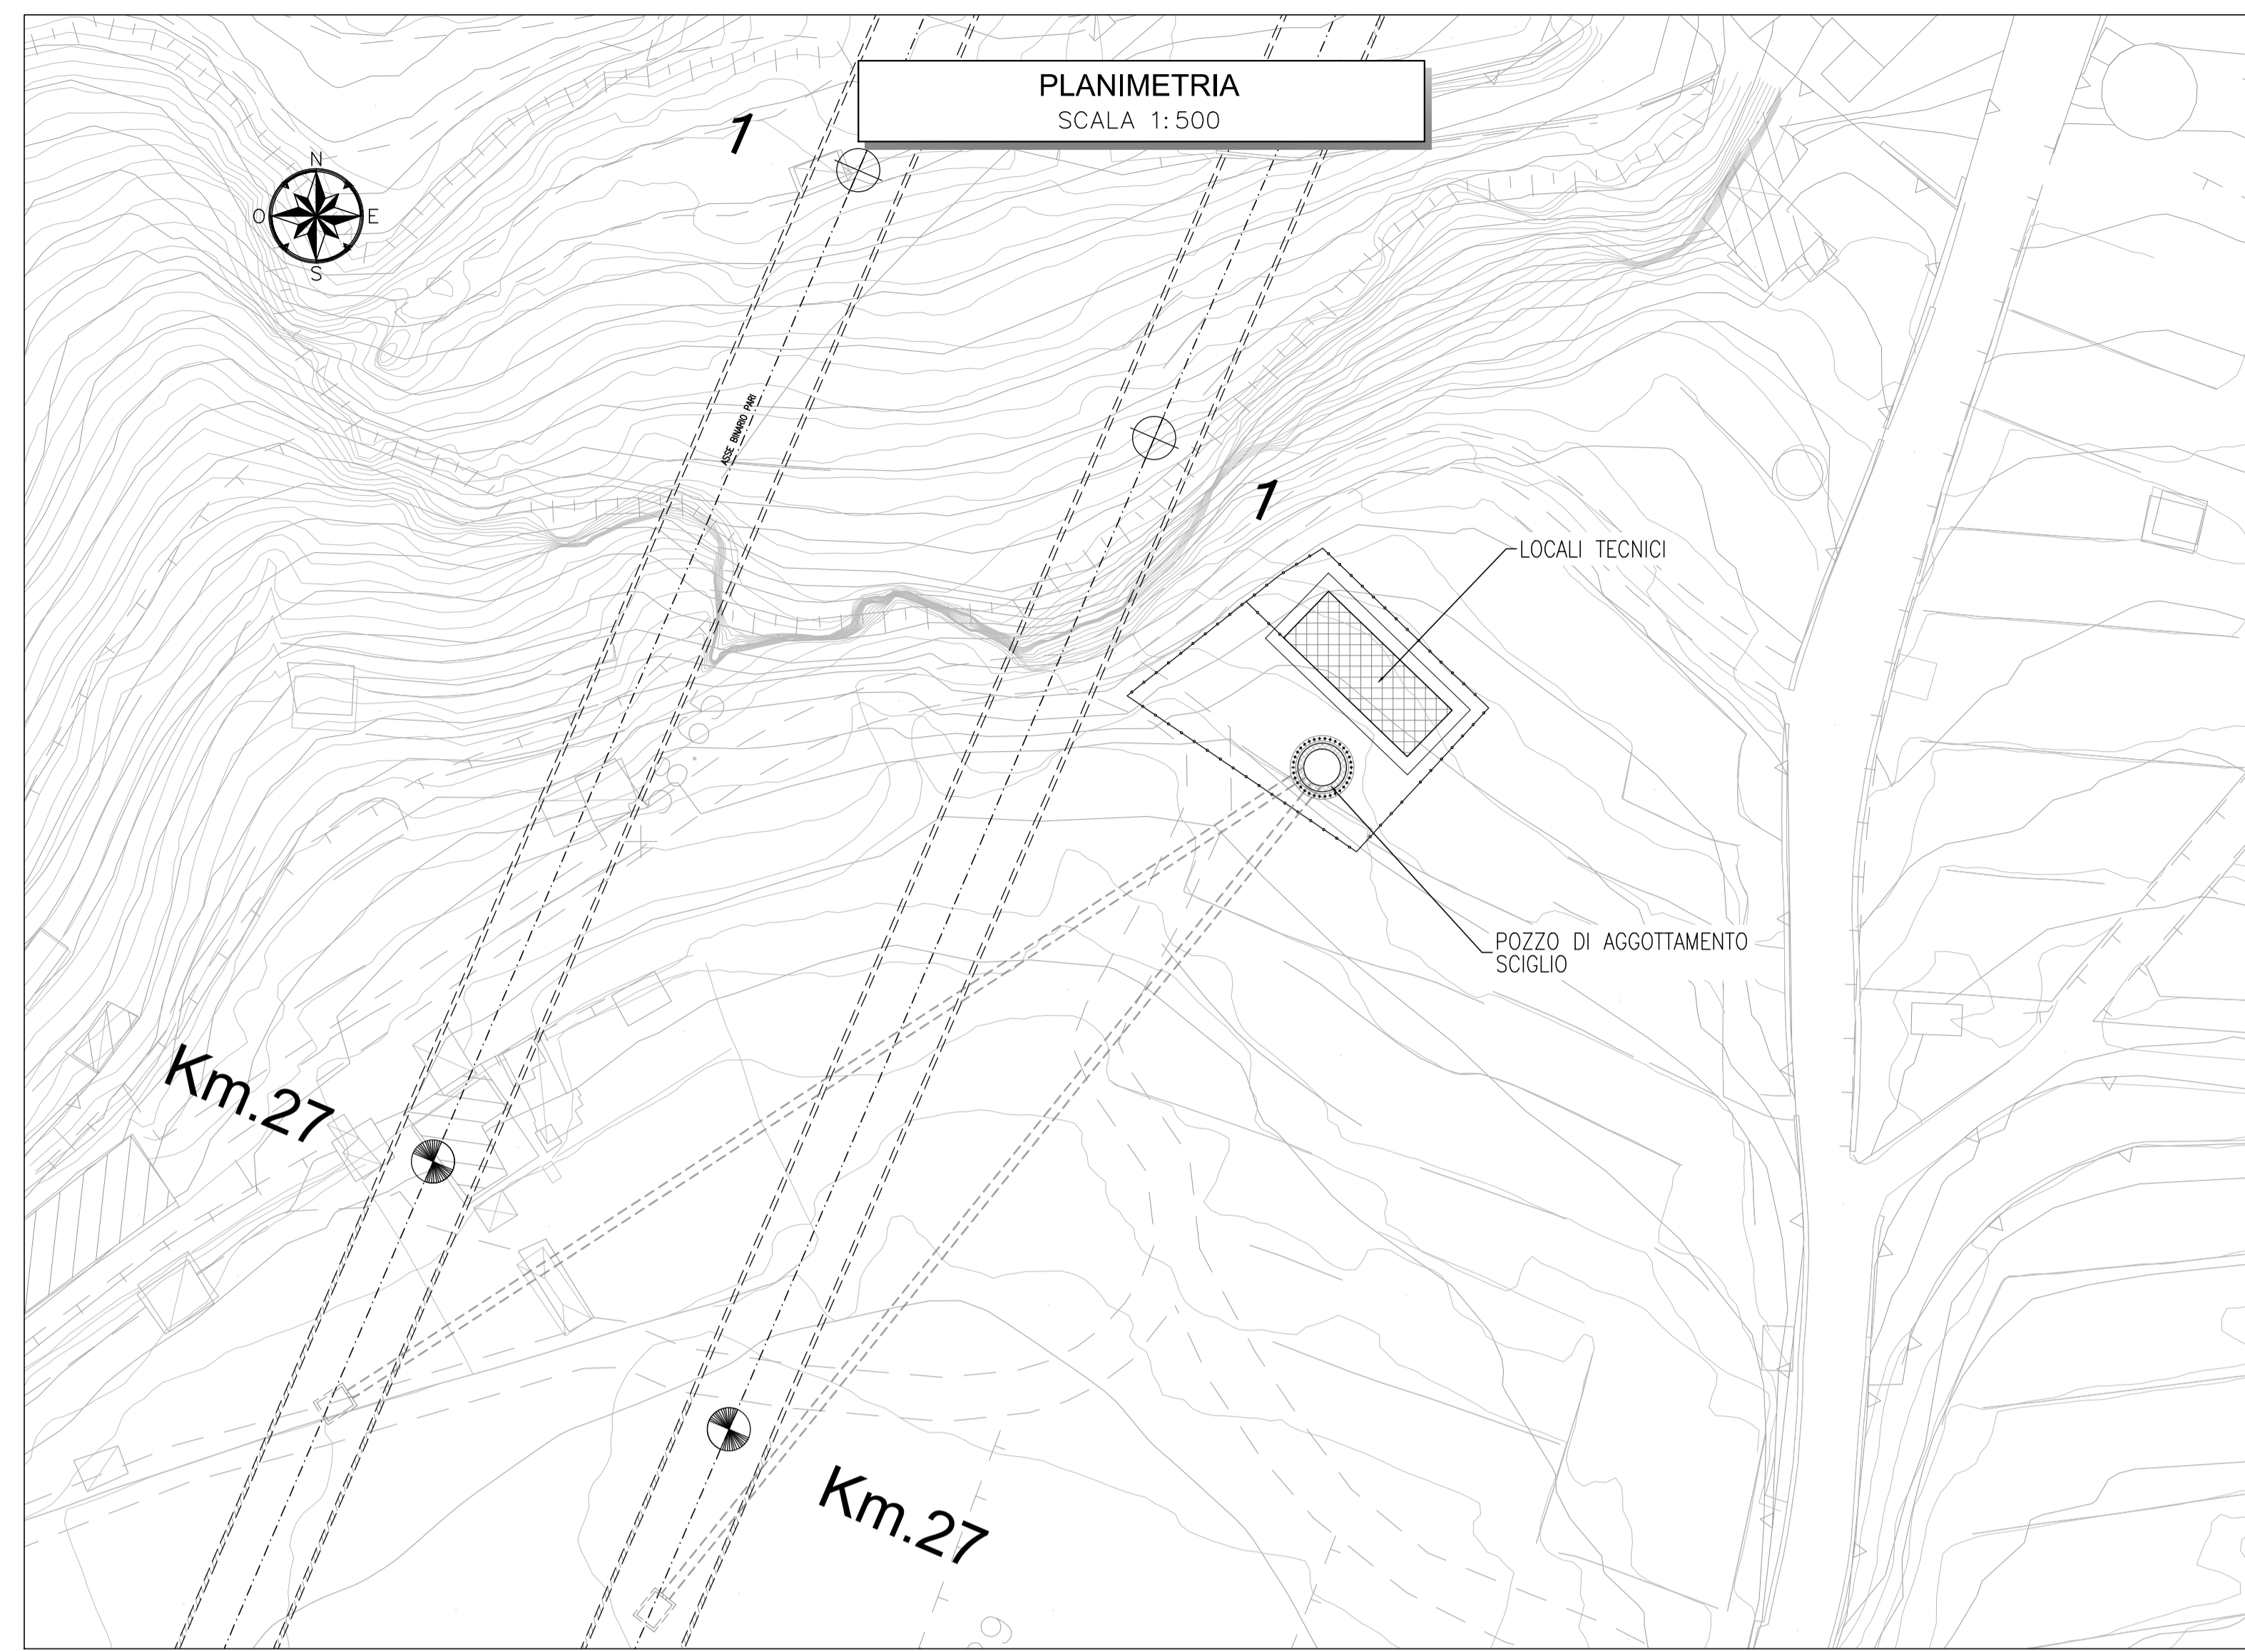 PLANIMETRIA
SCALA 1:500
1
N
O
E
S
ASSE BINARIO PARI
1
LOCALI TECNICI
POZZO DI AGGOTTAMENTO
SCIGLIO
Km.27
Km.27